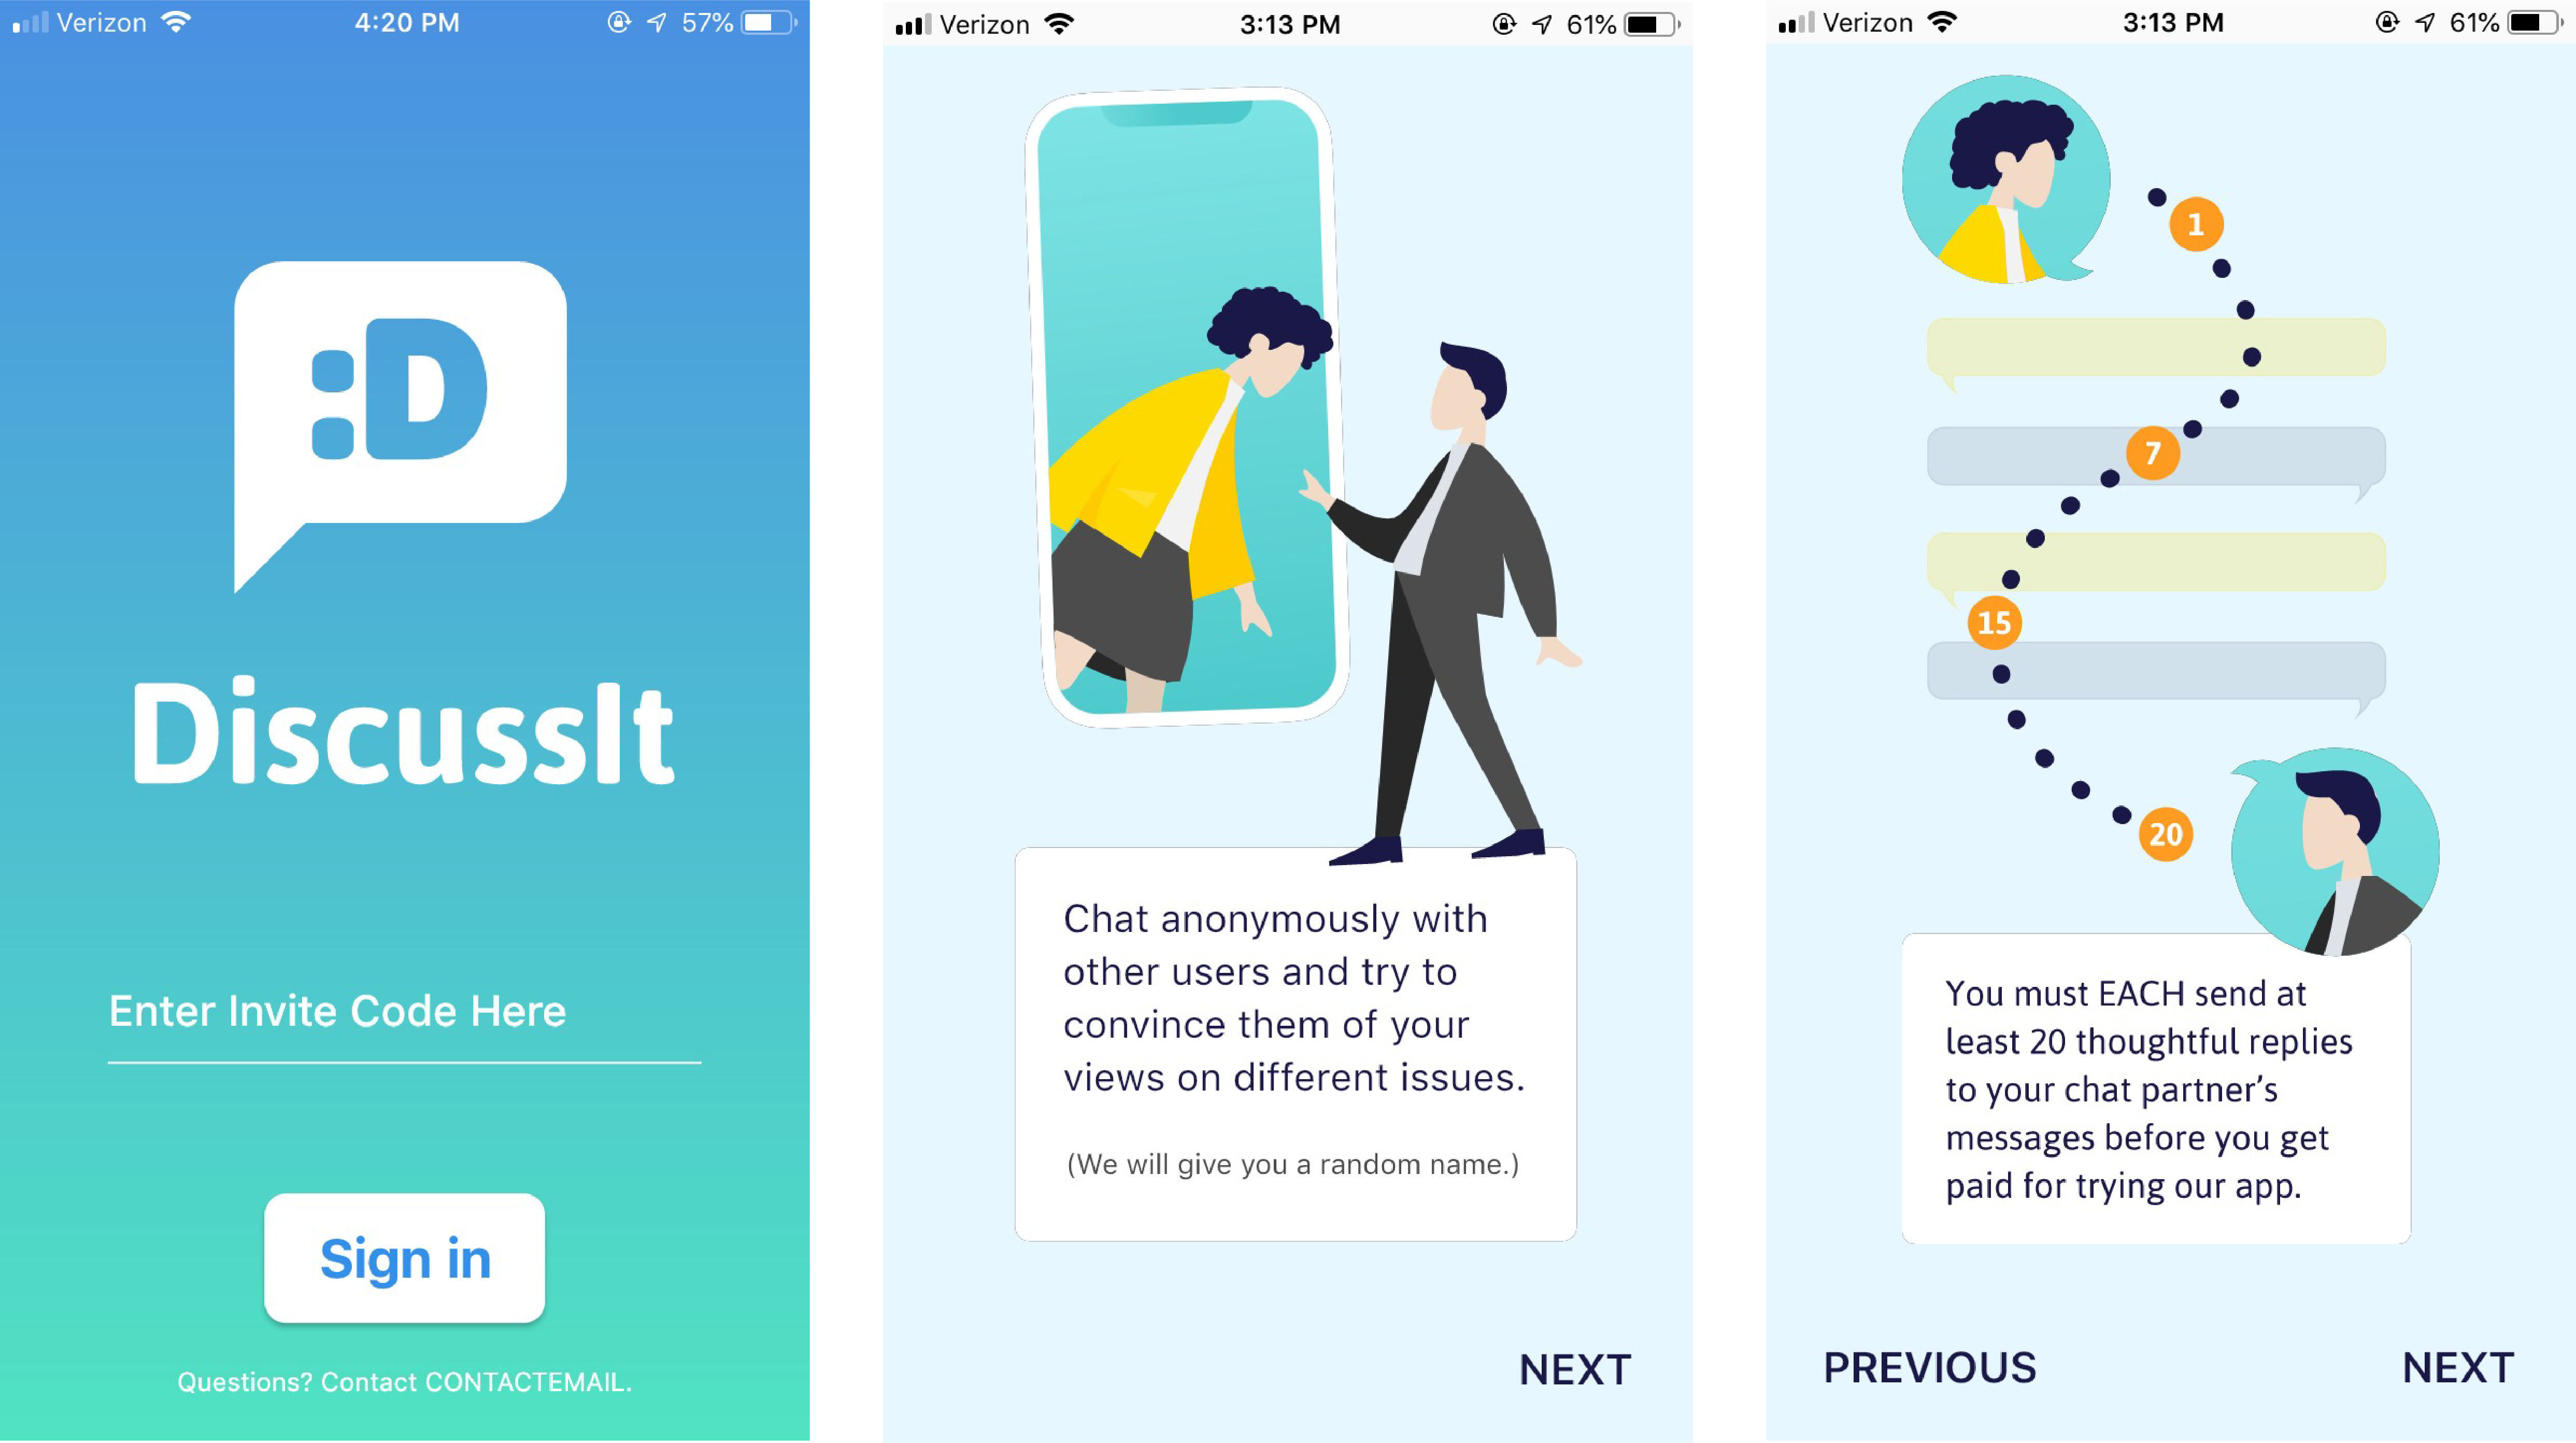 Verizon 4:20 PM 57%
:D
DiscussIt
Enter Invite Code Here
Sign in
Questions? Contact CONTACTEMAIL.
Verizon 3:13 PM 61%
Chat anonymously with
other users and try to
convince them of your
views on different issues.
(We will give you a random name.)
NEXT
Verizon 3:13 PM 61%
1
7
15
20
You must EACH send at
least 20 thoughtful replies
to your chat partner’s
messages before you get
paid for trying our app.
PREVIOUS NEXT